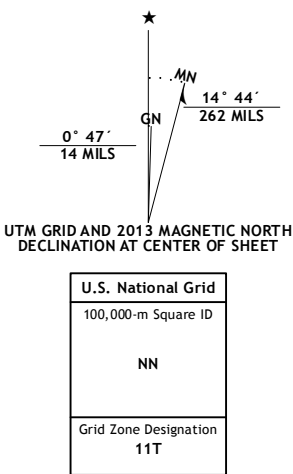 MN
GN
14° 44´
262 MILS
0° 47´
14 MILS
UTM GRID AND 2013 MAGNETIC NORTH
DECLINATION AT CENTER OF SHEET
U.S. National Grid
100,000-m Square ID
NN
Grid Zone Designation
11T